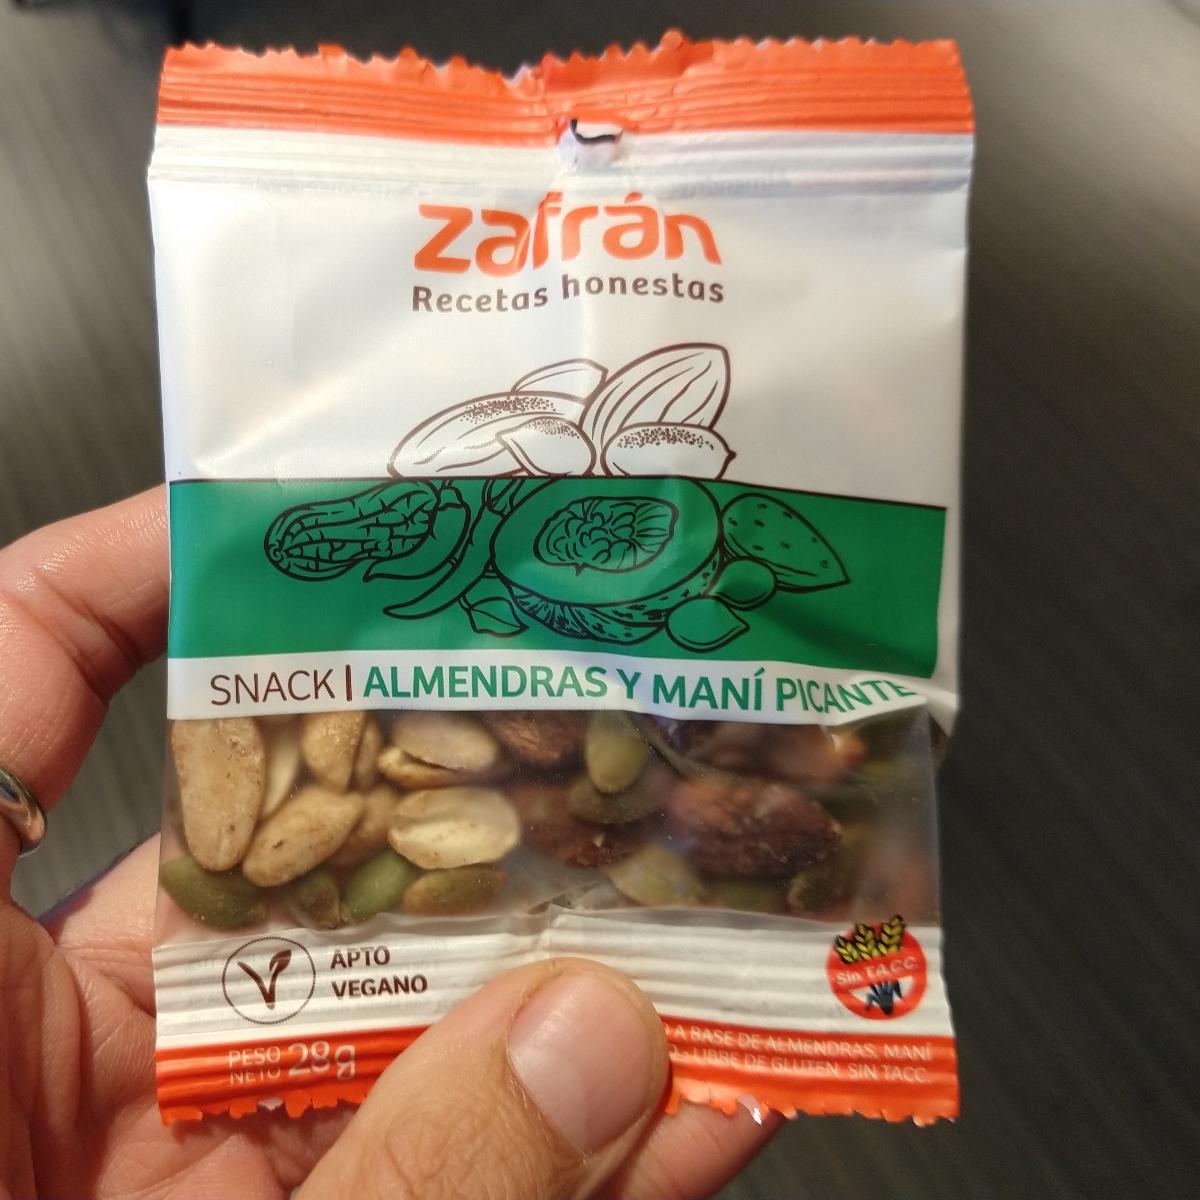 zafrán
Recetas honestas
SNACK | ALMENDRAS Y MANÍ PICANTE
APTO
VEGANO
Sin T.A.C.C.
PESO
NETO 28g
A BASE DE ALMENDRAS, MANÍ
- LIBRE DE GLUTEN. SIN TACC.